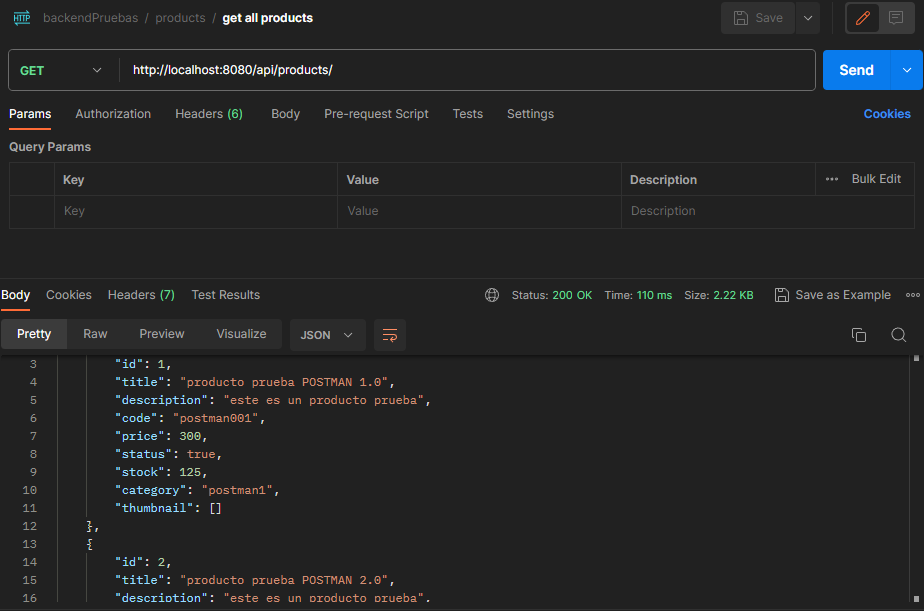 HTTP backendPruebas / products / get all products Save
GET http://localhost:8080/api/products/ Send
Params Authorization Headers (6) Body Pre-request Script Tests Settings Cookies
Query Params
Key Value Description Bulk Edit
Key Value Description
Body Cookies Headers (7) Test Results Status: 200 OK Time: 110 ms Size: 2.22 KB Save as Example
Pretty Raw Preview Visualize JSON
3 "id": 1,
4 "title": "producto prueba POSTMAN 1.0",
5 "description": "este es un producto prueba",
6 "code": "postman001",
7 "price": 300,
8 "status": true,
9 "stock": 125,
10 "category": "postman1",
11 "thumbnail": []
12 },
13 {
14 "id": 2,
15 "title": "producto prueba POSTMAN 2.0",
16 "description": "este es un producto prueba",